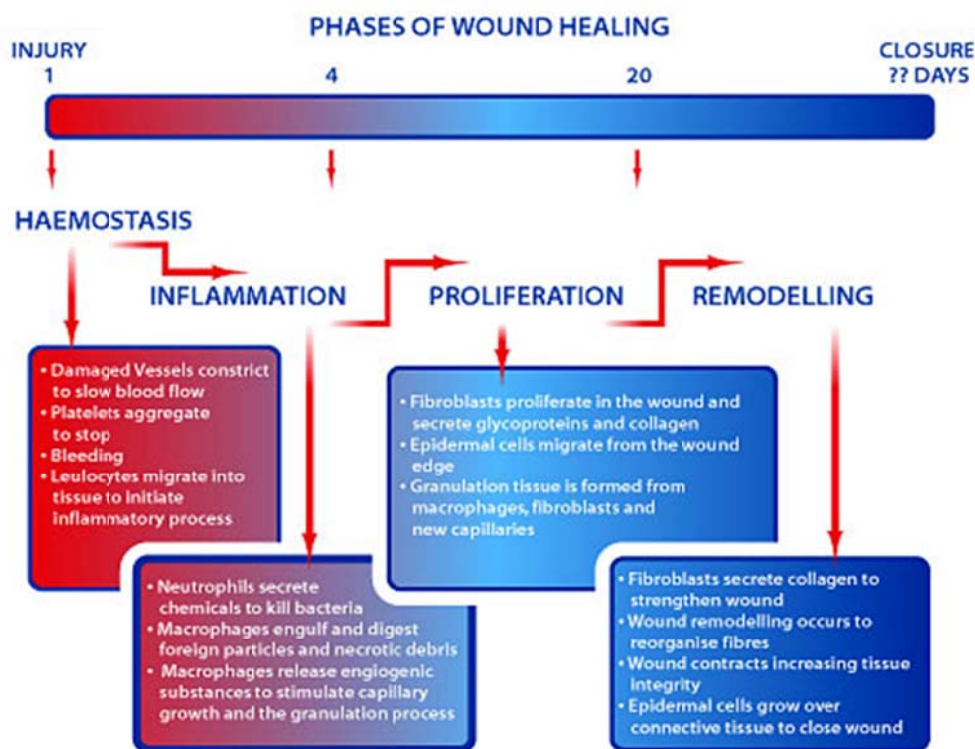 PHASES OF WOUND HEALING
INJURY
1
4
20
CLOSURE
?? DAYS
HAEMOSTASIS
INFLAMMATION
PROLIFERATION
REMODELLING
• Damaged Vessels constrict
to slow blood flow
• Platelets aggregate
to stop
• Bleeding
• Leulocytes migrate into
tissue to initiate
inflammatory process
• Neutrophils secrete
chemicals to kill bacteria
• Macrophages engulf and digest
foreign particles and necrotic debris
• Macrophages release engiogenic
substances to stimulate capillary
growth and the granulation process
• Fibroblasts proliferate in the wound and
secrete glycoproteins and collagen
• Epidermal cells migrate from the wound
edge
• Granulation tissue is formed from
macrophages, fibroblasts and
new capillaries
• Fibroblasts secrete collagen to
strengthen wound
• Wound remodelling occurs to
reorganise fibres
• Wound contracts increasing tissue
integrity
• Epidermal cells grow over
connective tissue to close wound